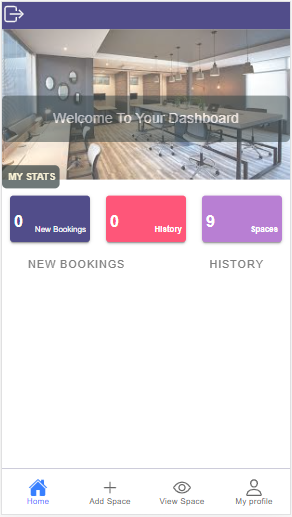 Welcome To Your Dashboard
MY STATS
0 New Bookings
0 History
9 Spaces
NEW BOOKINGS HISTORY
Home Add Space View Space My profile